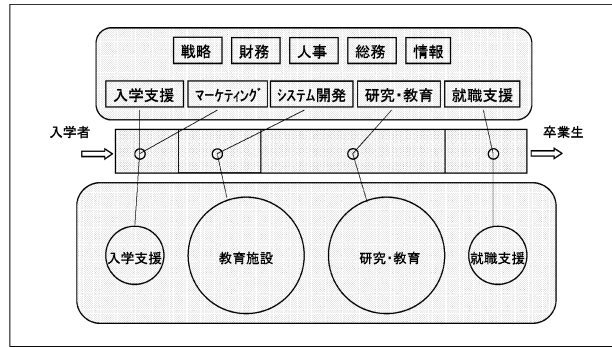 戦略 財務 人事 総務 情報
入学支援 ﾏｰｹﾃｨﾝｸﾞ ｼｽﾃﾑ開発 研究・教育 就職支援
入学者 卒業生
入学支援 教育施設 研究・教育 就職支援